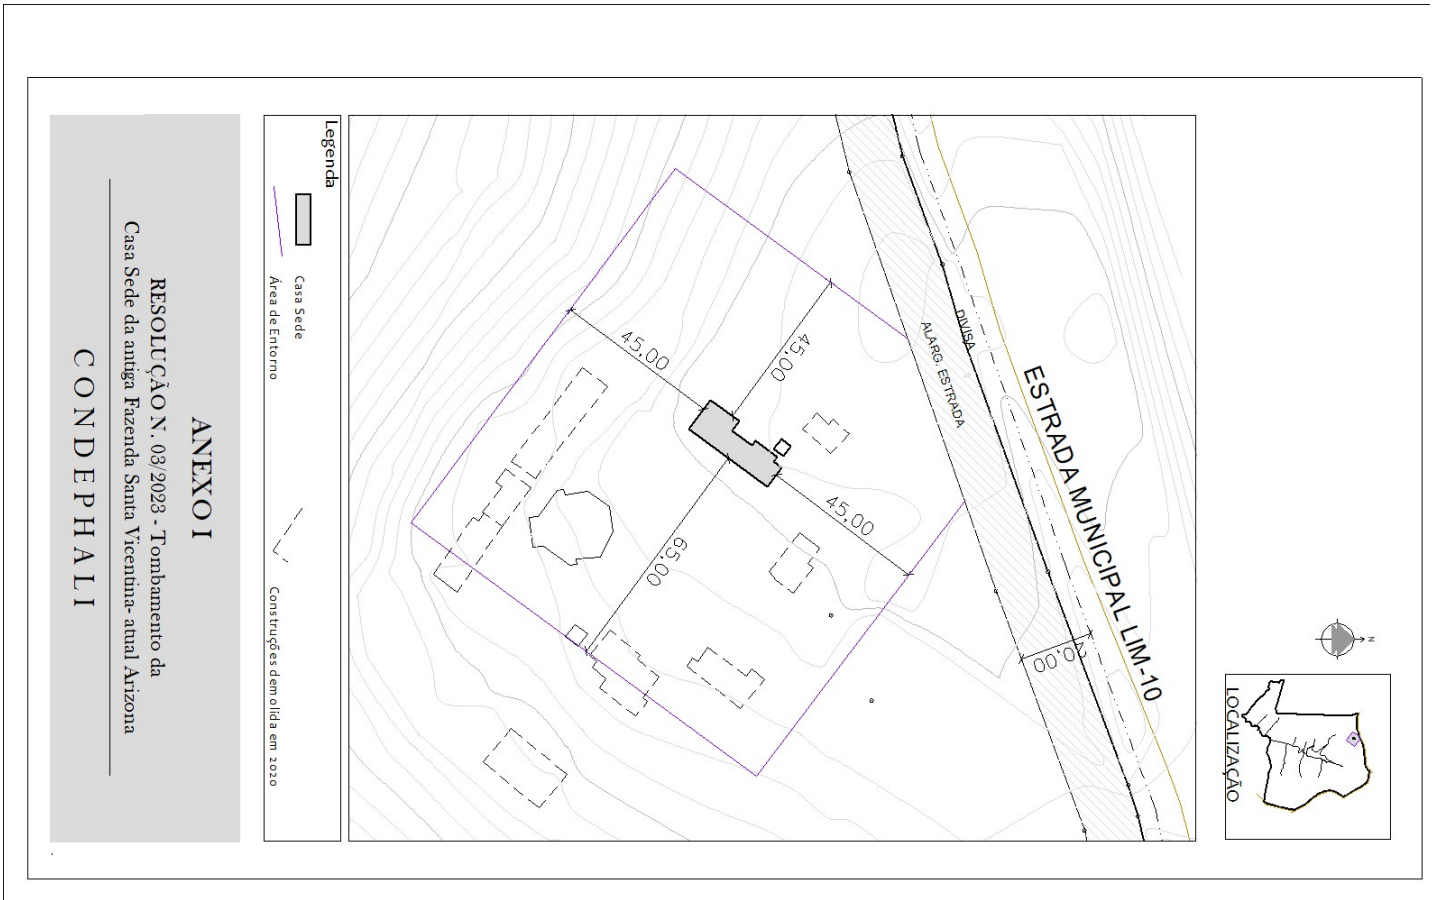 ESTRADA MUNICIPAL LIM-10
DIVISA
ALARG. ESTRADA
20,00
45,00
45,00
45,00
65,00
N
LOCALIZAÇÃO
Legenda
Casa Sede
Área de Entorno
Construções demolida em 2020
ANEXO I
RESOLUÇÃO N. 03/2023 - Tombamento da
Casa Sede da antiga Fazenda Santa Vicentina- atual Arizona
CONDEPHALI